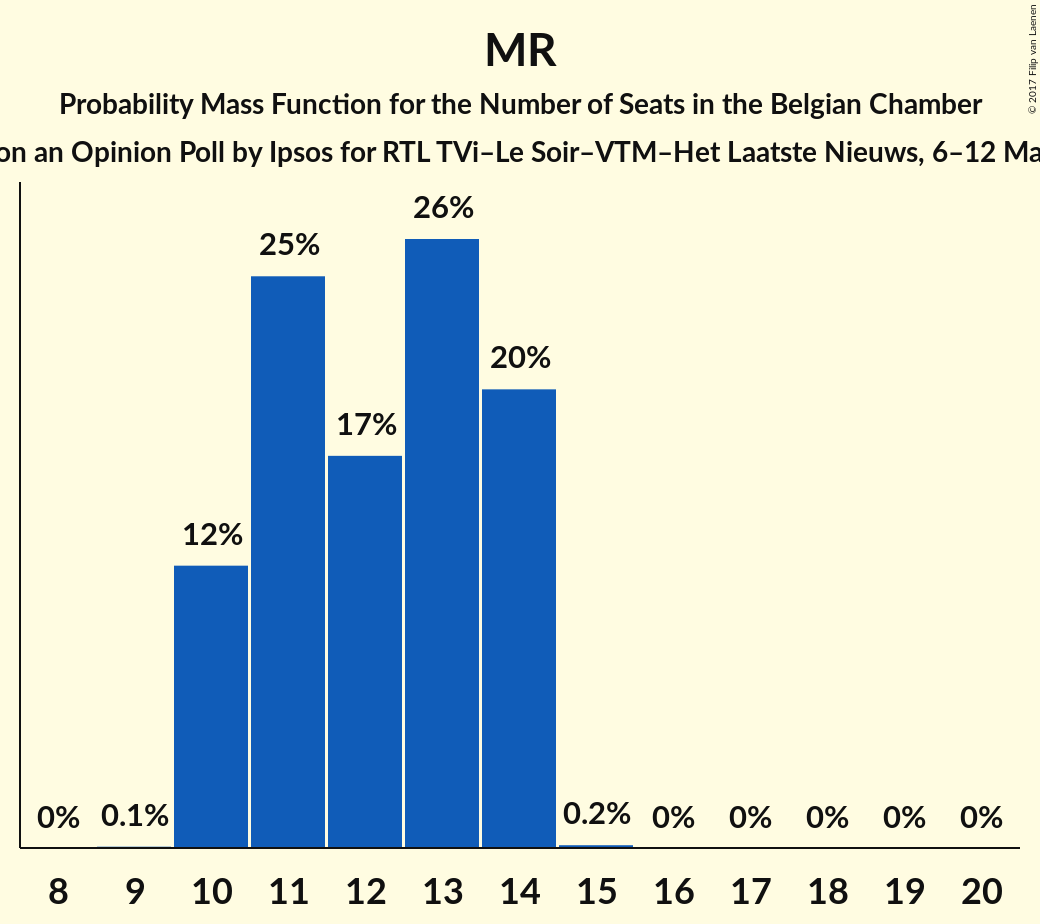 MR
Probability Mass Function for the Number of Seats in the Belgian Chamber
on an Opinion Poll by Ipsos for RTL TVi–Le Soir–VTM–Het Laatste Nieuws, 6–12 Ma
© 2017 Filip van Laenen
0% 0.1% 12% 25% 17% 26% 20% 0.2% 0% 0% 0% 0% 0%
8 9 10 11 12 13 14 15 16 17 18 19 20